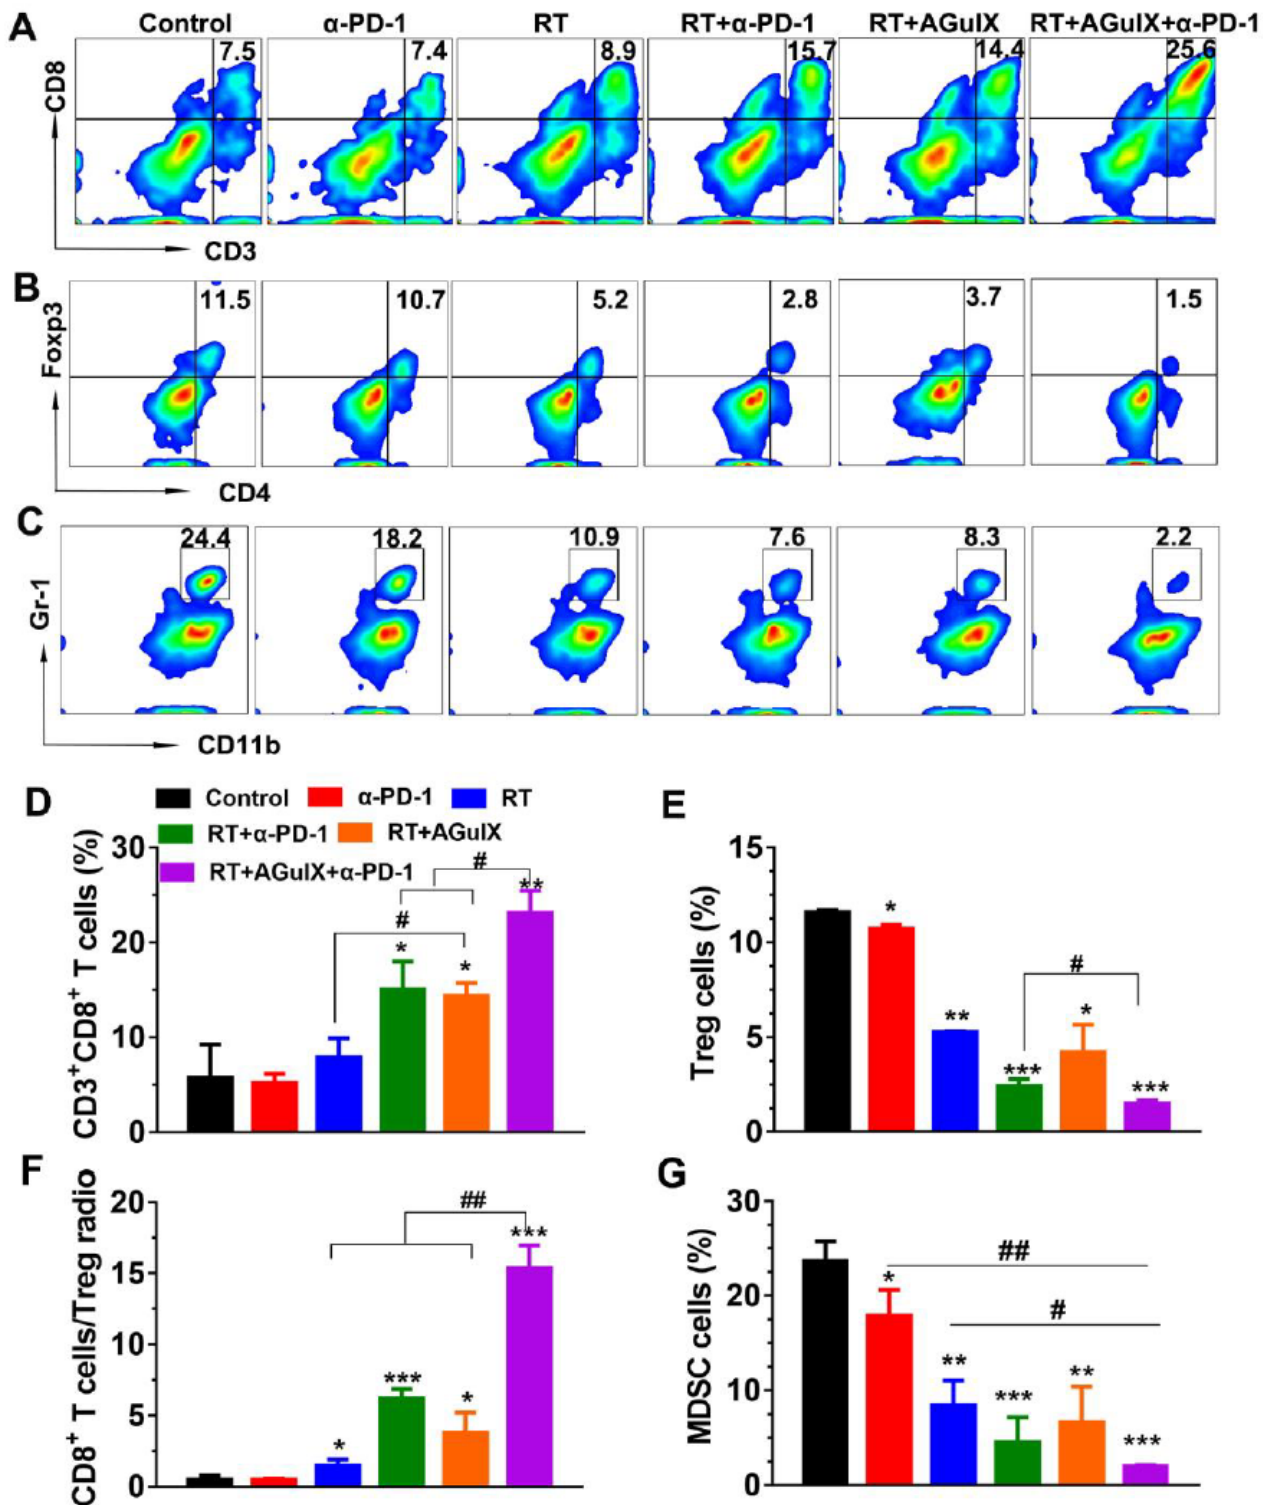 A
Control α-PD-1 RT RT+α-PD-1 RT+AGuIX RT+AGuIX+α-PD-1
7.5 7.4 8.9 15.7 14.4 25.6
CD8
CD3
B
11.5 10.7 5.2 2.8 3.7 1.5
Foxp3
CD4
C
24.4 18.2 10.9 7.6 8.3 2.2
Gr-1
CD11b
D
Control α-PD-1 RT
RT+α-PD-1 RT+AGuIX
RT+AGuIX+α-PD-1
CD3+CD8+ T cells (%)
30
20
10
0
#
#
*
*
**
E
Treg cells (%)
15
10
5
0
*
**
***
#
*
***
F
CD8+ T cells/Treg radio
20
15
10
5
0
##
*
***
*
***
G
MDSC cells (%)
30
20
10
0
##
#
*
**
***
**
***